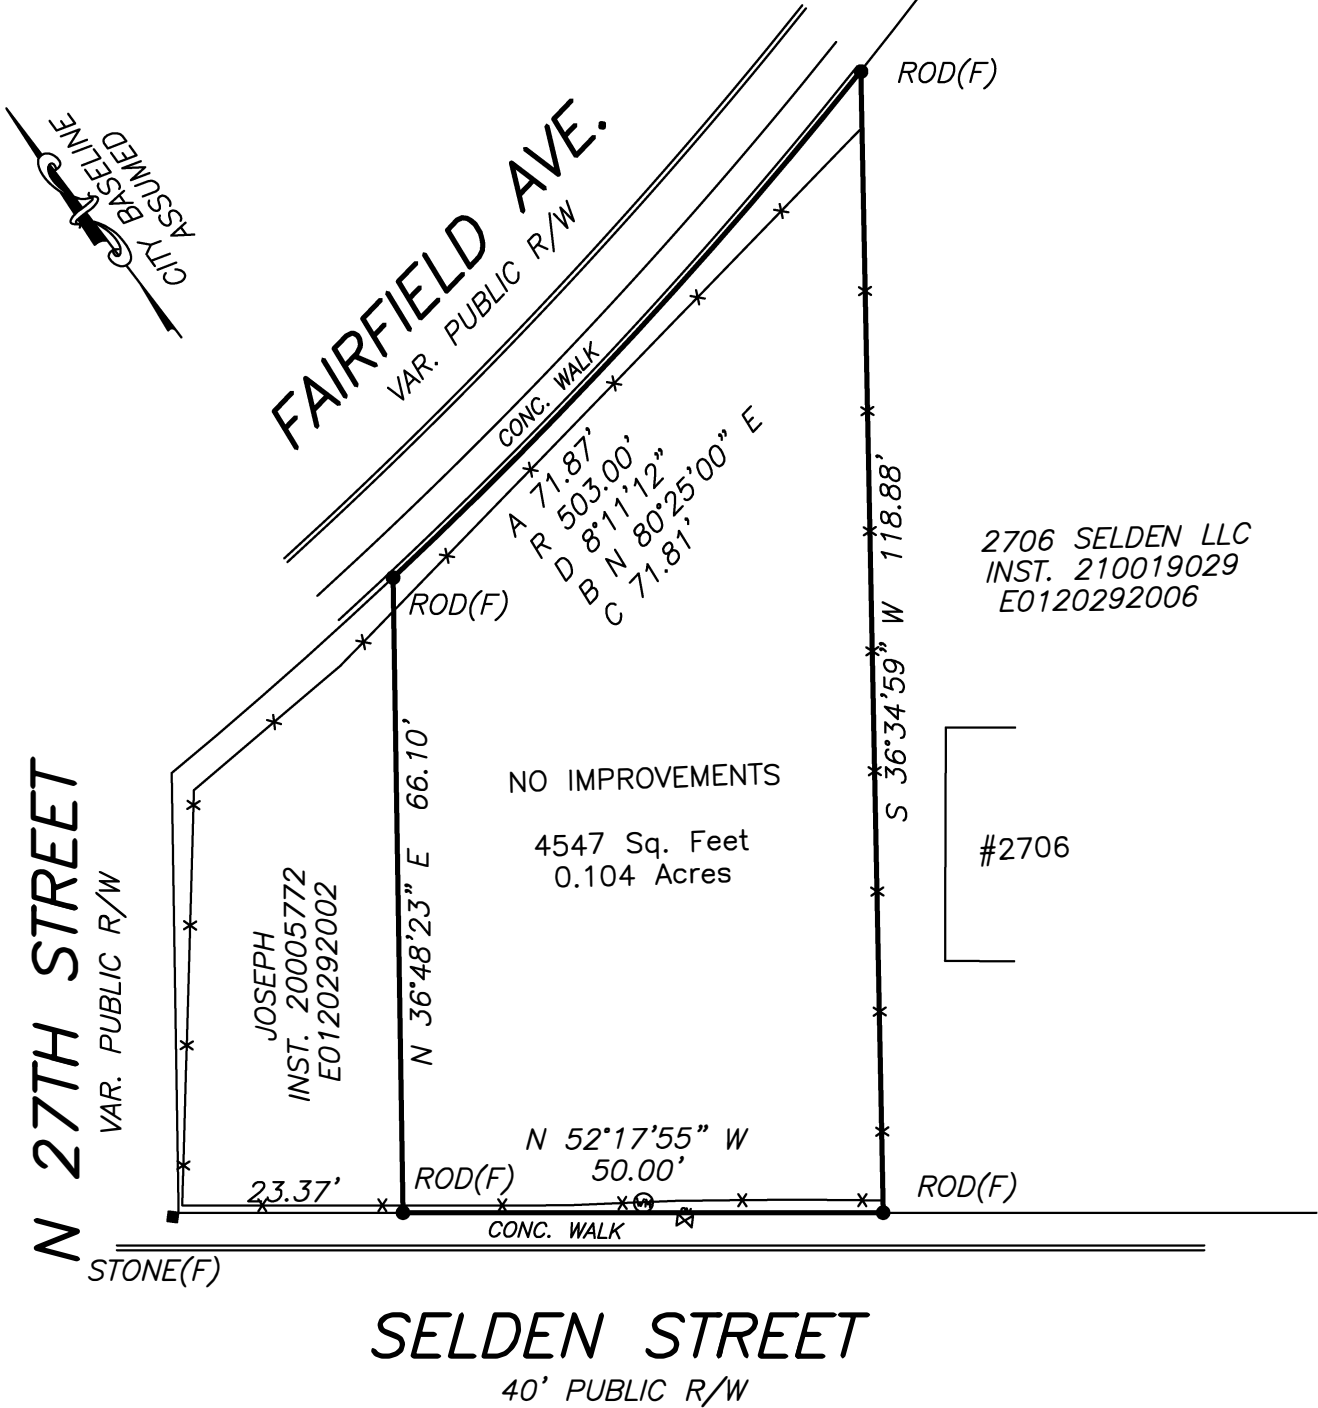 ROD(F)
CITY BASELINE
ASSUMED
FAIRFIELD AVE.
VAR. PUBLIC R/W
CONC. WALK
A 71.87'
R 503.00'
D 8°11'12"
B N 80°25'00" E
C 71.81'
ROD(F)
S 36°34'59" W 118.88'
2706 SELDEN LLC
INST. 210019029
E0120292006
N 36°48'23" E 66.10'
NO IMPROVEMENTS
4547 Sq. Feet
0.104 Acres
#2706
N 27TH STREET
VAR. PUBLIC R/W
JOSEPH
INST. 20005772
E0120292002
N 52°17'55" W
50.00'
23.37'
ROD(F)
ROD(F)
S
CONC. WALK
STONE(F)
SELDEN STREET
40' PUBLIC R/W